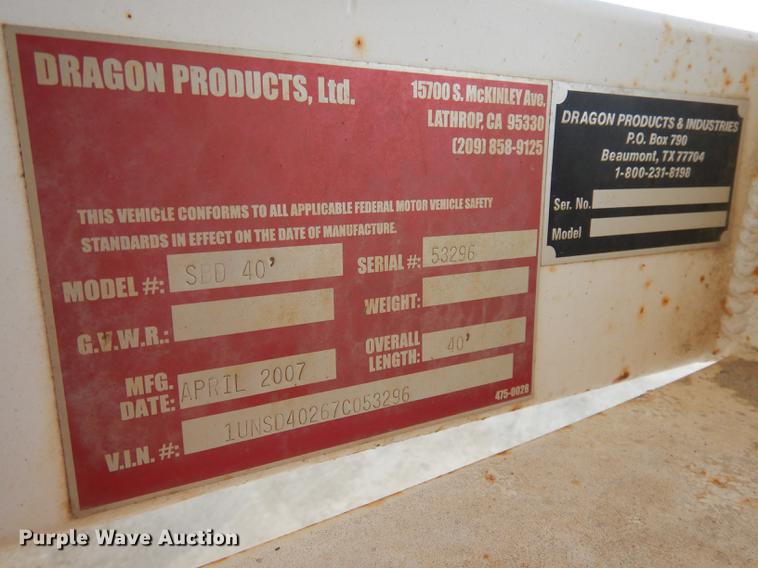 DRAGON PRODUCTS, Ltd.
15700 S. McKINLEY Ave.
LATHROP, CA 95330
(209) 858-9125
THIS VEHICLE CONFORMS TO ALL APPLICABLE FEDERAL MOTOR VEHICLE SAFETY
STANDARDS IN EFFECT ON THE DATE OF MANUFACTURE.
MODEL #: SBD 40' SERIAL #: 53296
G.V.W.R.: WEIGHT:
MFG. DATE: APRIL 2007 OVERALL LENGTH: 40'
V.I.N. #: 1UNSD40267C053296
475-0028
DRAGON PRODUCTS & INDUSTRIES
P.O. Box 790
Beaumont, TX 77704
1-800-231-8198
Ser. No.
Model
Purple Wave Auction